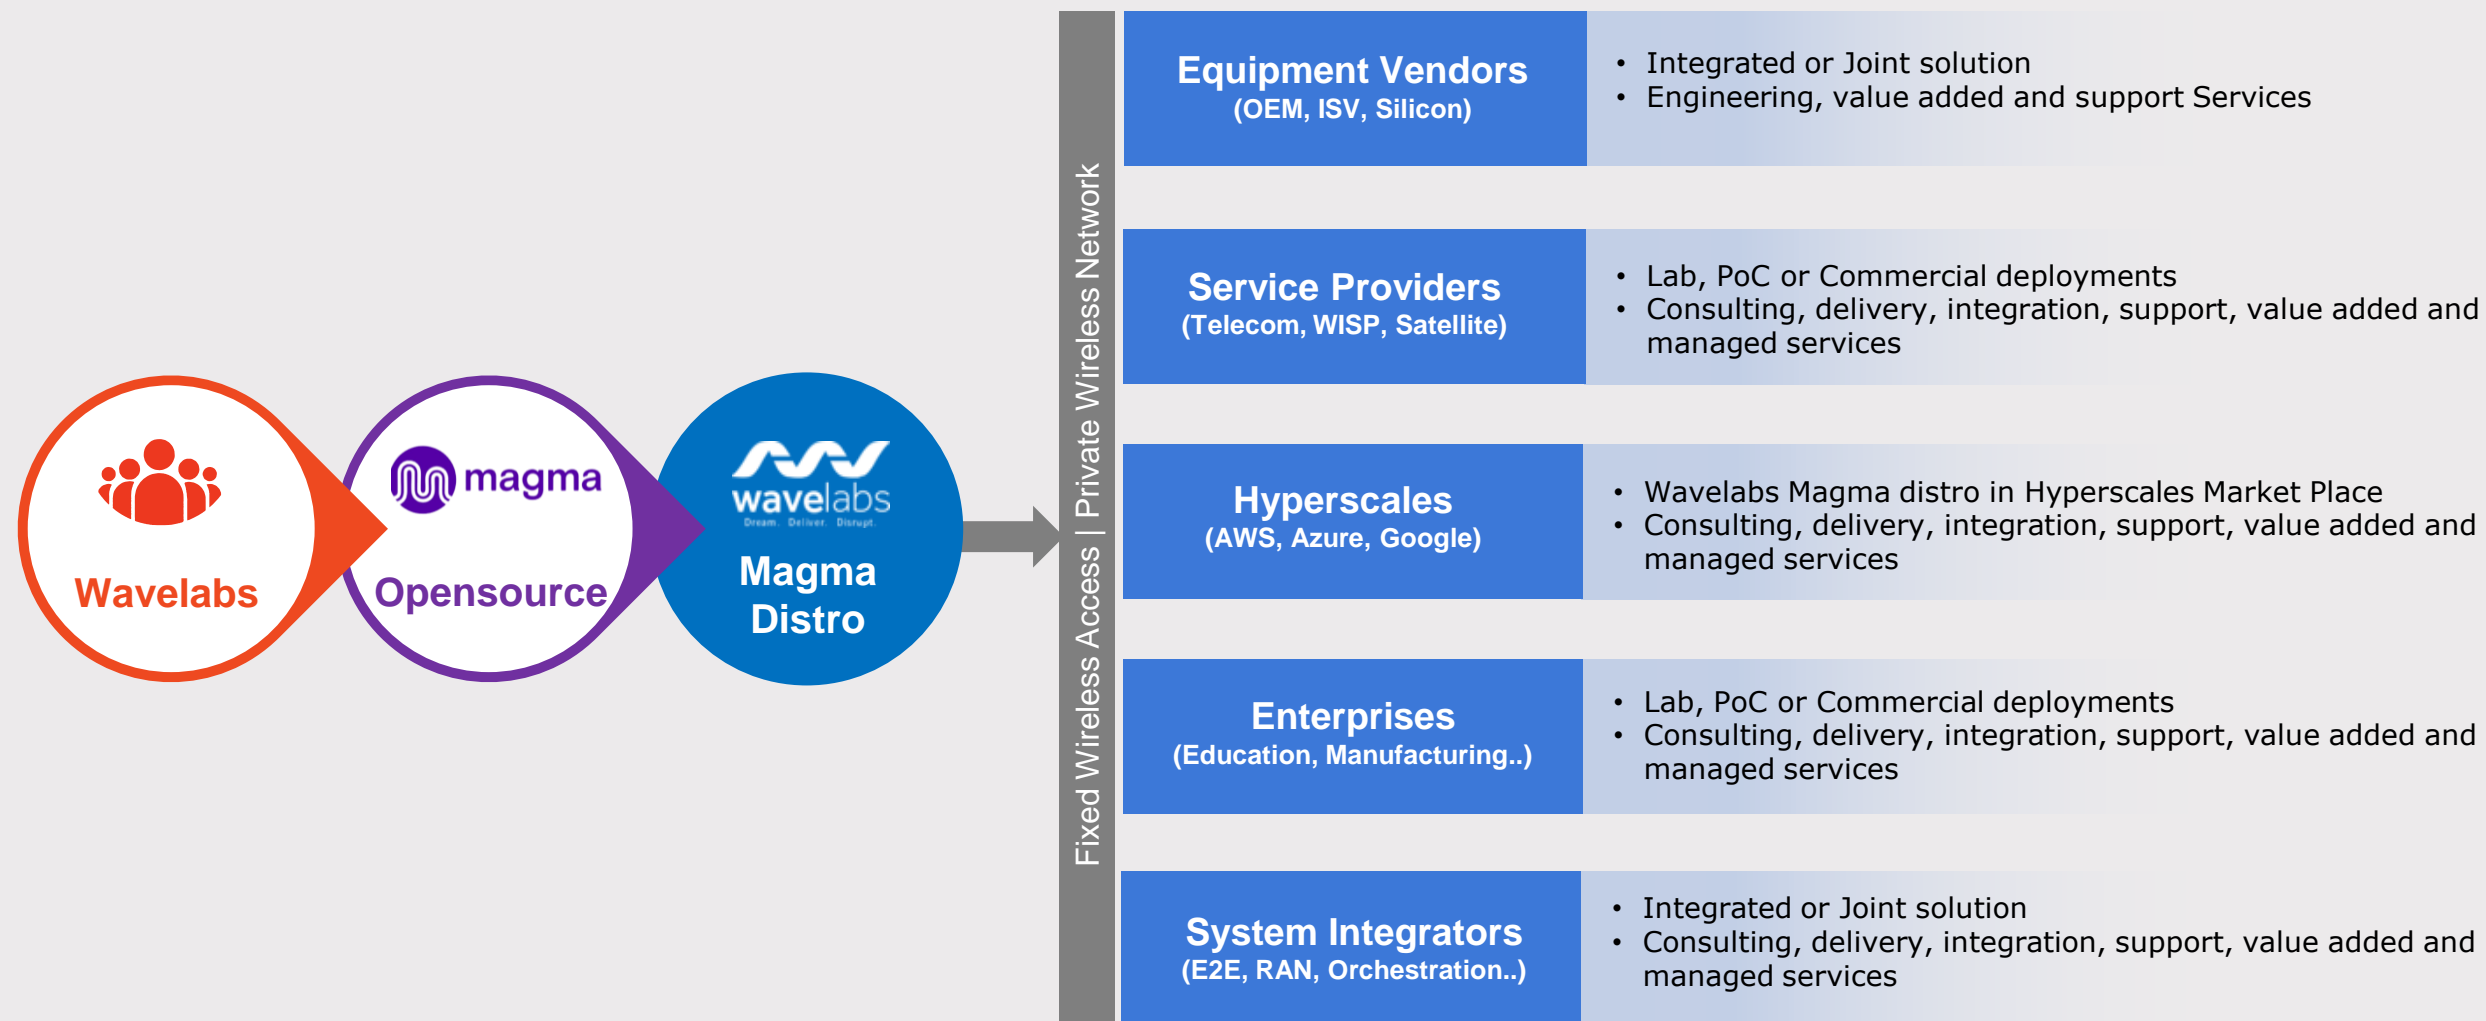 Wavelabs
magma
Opensource
wavelabs
Dream. Deliver. Disrupt.
Magma
Distro
Fixed Wireless Access | Private Wireless Network
Equipment Vendors
(OEM, ISV, Silicon)
• Integrated or Joint solution
• Engineering, value added and support Services
Service Providers
(Telecom, WISP, Satellite)
• Lab, PoC or Commercial deployments
• Consulting, delivery, integration, support, value added and
managed services
Hyperscales
(AWS, Azure, Google)
• Wavelabs Magma distro in Hyperscales Market Place
• Consulting, delivery, integration, support, value added and
managed services
Enterprises
(Education, Manufacturing..)
• Lab, PoC or Commercial deployments
• Consulting, delivery, integration, support, value added and
managed services
System Integrators
(E2E, RAN, Orchestration..)
• Integrated or Joint solution
• Consulting, delivery, integration, support, value added and
managed services